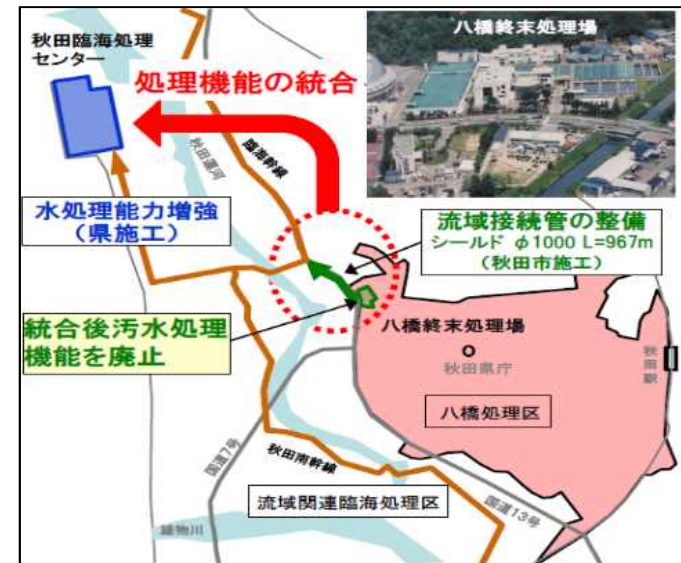 秋田臨海処理
センター
八橋終末処理場
処理機能の統合
秋田運河
臨海幹線
水処理能力増強
（県施工）
流域接続管の整備
シールド φ1000 L=967m
（秋田市施工）
統合後汚水処理
機能を廃止
八橋終末処理場
秋田県庁
秋田駅
八橋処理区
国道7号
秋田南幹線
流域関連臨海処理区
国道13号
雄物川